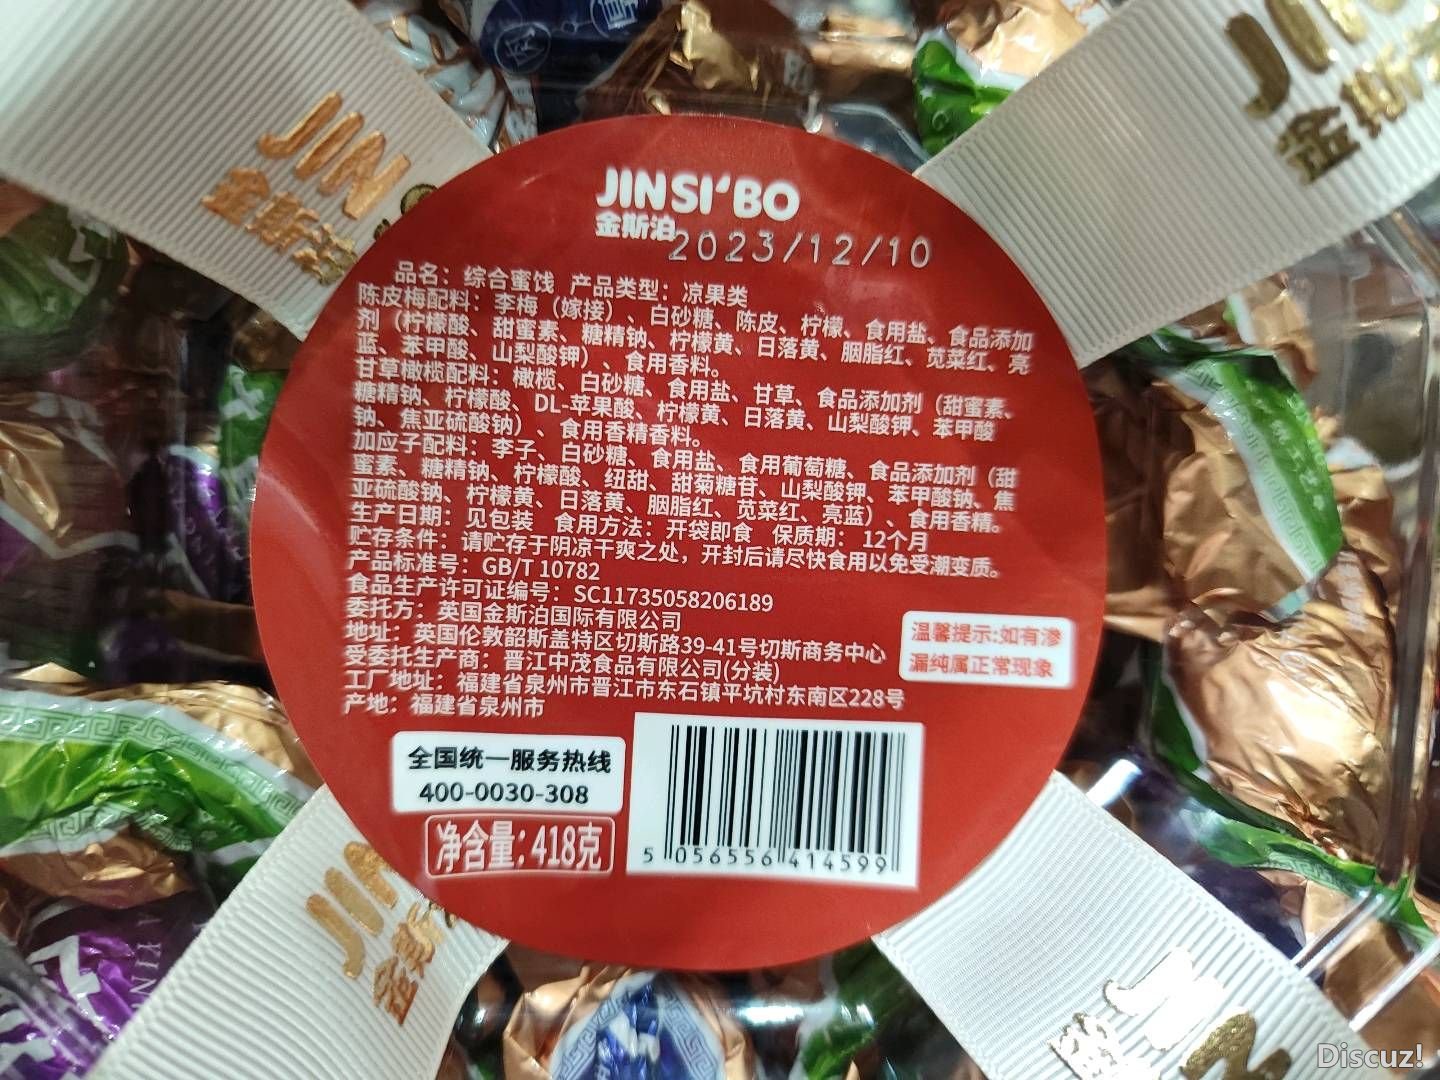 JIN
金斯泊
JIN
金斯
JINSI'BO
金斯泊
2023/12/10
品名：综合蜜饯 产品类型：凉果类
陈皮梅配料：李梅（嫁接）、白砂糖、陈皮、柠檬、食用盐、食品添加
剂（柠檬酸、甜蜜素、糖精钠、柠檬黄、日落黄、胭脂红、苋菜红、亮
蓝、苯甲酸、山梨酸钾）、食用香料。
甘草橄榄配料：橄榄、白砂糖、食用盐、甘草、食品添加剂（甜蜜素、
糖精钠、柠檬酸、DL-苹果酸、柠檬黄、日落黄、山梨酸钾、苯甲酸
钠、焦亚硫酸钠）、食用香精香料。
加应子配料：李子、白砂糖、食用盐、食用葡萄糖、食品添加剂（甜
蜜素、糖精钠、柠檬酸、纽甜、甜菊糖苷、山梨酸钾、苯甲酸钠、焦
亚硫酸钠、柠檬黄、日落黄、胭脂红、苋菜红、亮蓝）、食用香精。
生产日期：见包装 食用方法：开袋即食 保质期：12个月
贮存条件：请贮存于阴凉干爽之处，开封后请尽快食用以免受潮变质。
产品标准号：GB/T 10782
食品生产许可证编号：SC11735058206189
委托方：英国金斯泊国际有限公司
地址：英国伦敦韶斯盖特区切斯路39-41号切斯商务中心
受委托生产商：晋江中茂食品有限公司(分装)
工厂地址：福建省泉州市晋江市东石镇平坑村东南区228号
产地：福建省泉州市
温馨提示:如有渗
漏纯属正常现象
全国统一服务热线
400-0030-308
净含量:418克
5 056556 414599
JIN
金斯
Discuz!